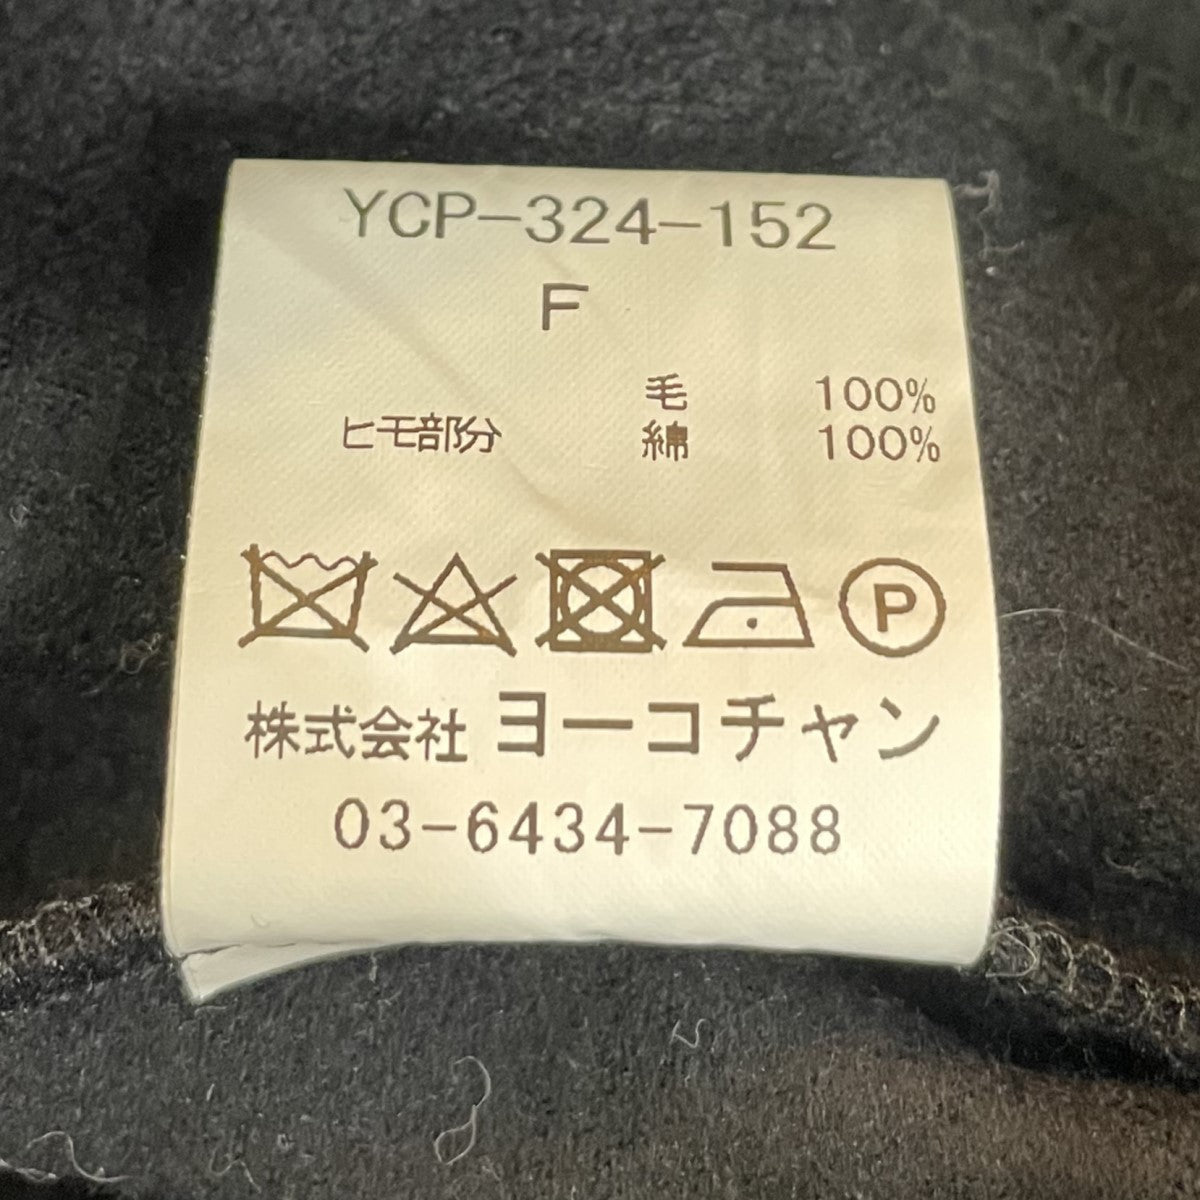 YCP-324-152
F
毛 100%
ヒモ部分 綿 100%
P
株式会社 ヨーコチャン
03-6434-7088